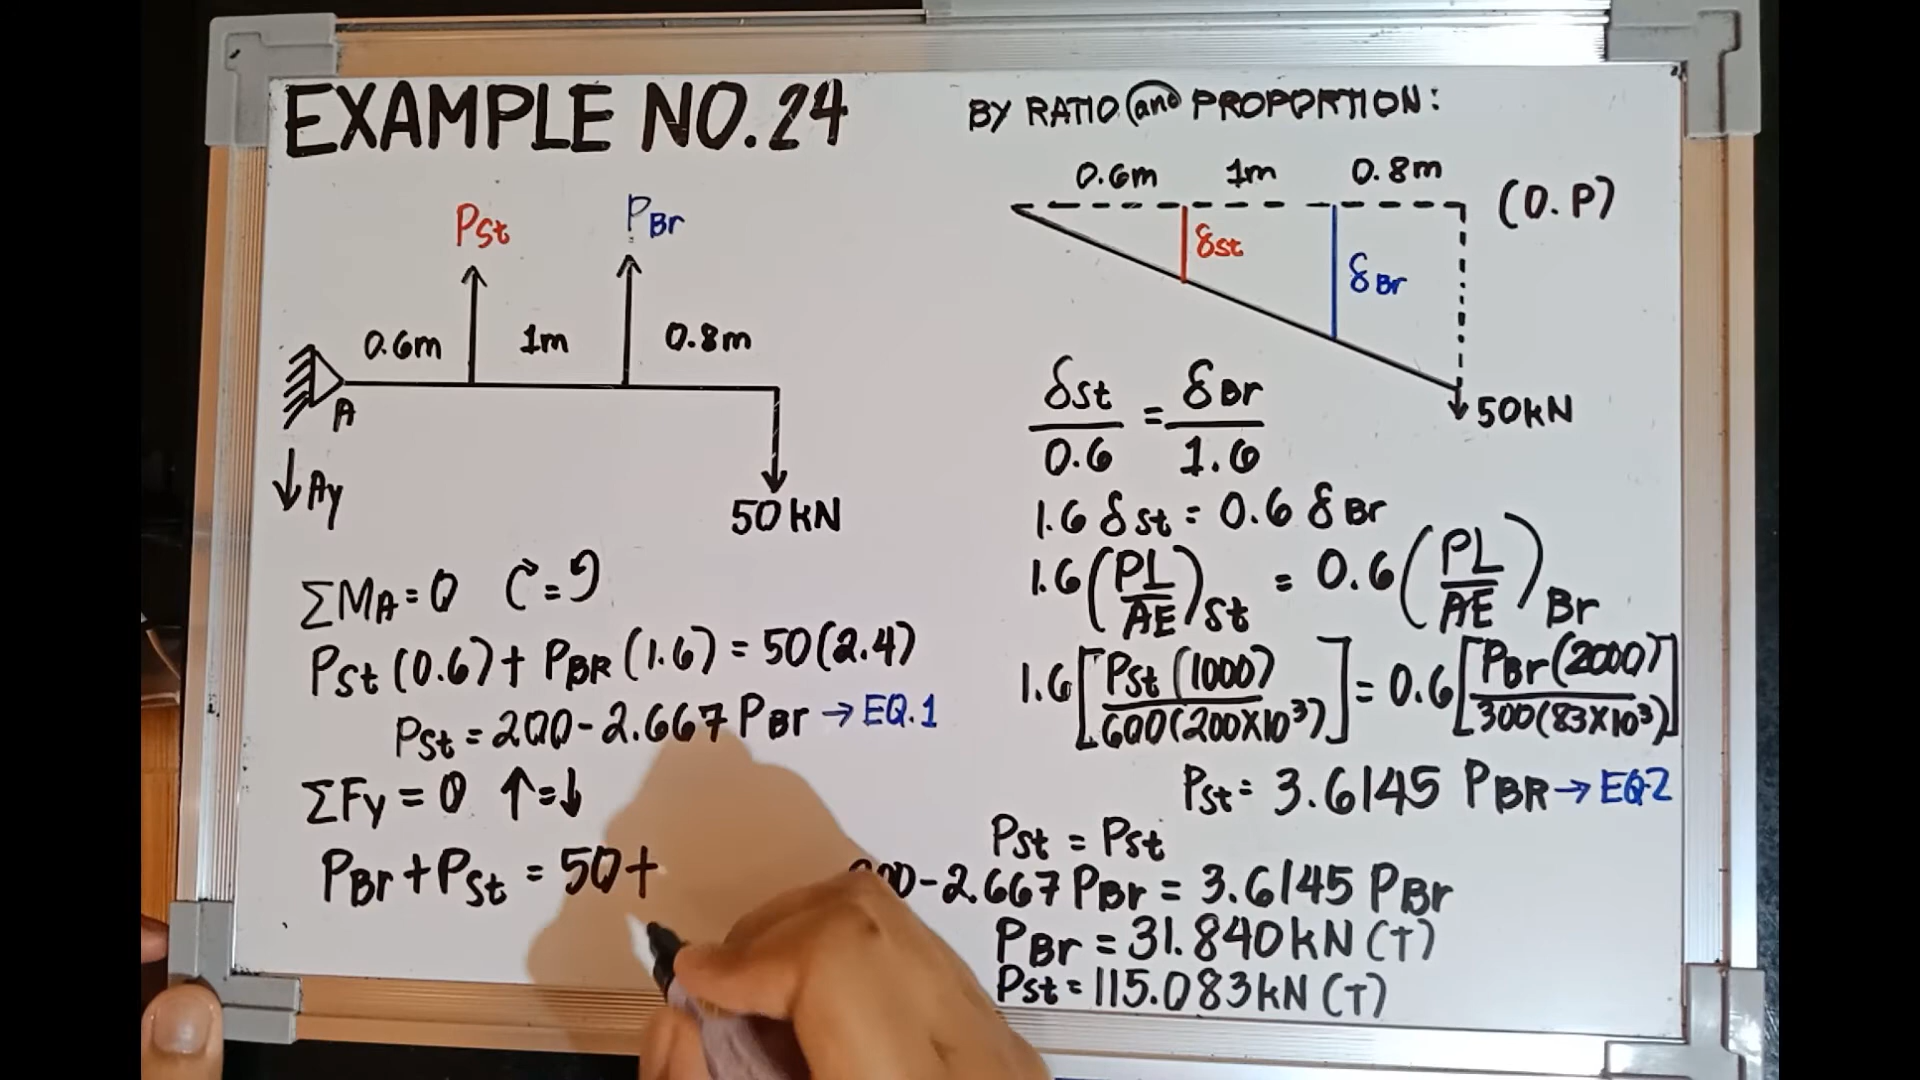 EXAMPLE NO.24
PSt PBr
0.6m 1m 0.8m
A
Ay
50 kN
ΣMA=0 ↻=↺
PSt (0.6)+ PBR (1.6) = 50(2.4)
PSt = 200-2.667 PBr → EQ.1
ΣFy = 0 ↑=↓
PBr + PSt = 50+
BY RATIO and PROPORTION:
0.6m 1m 0.8m
(O.P)
δSt
δBr
50kN
δSt/0.6 = δBr/1.6
1.6 δSt = 0.6 δBr
1.6(PL/AE)St = 0.6(PL/AE)Br
1.6[PSt (1000)/600(200X10³)] = 0.6[PBr (2000)/300(83X10³)]
PSt = 3.6145 PBR → EQ.2
PSt = PSt
00-2.667 PBr = 3.6145 PBr
PBr = 31.840kN (T)
PSt = 115.083kN (T)